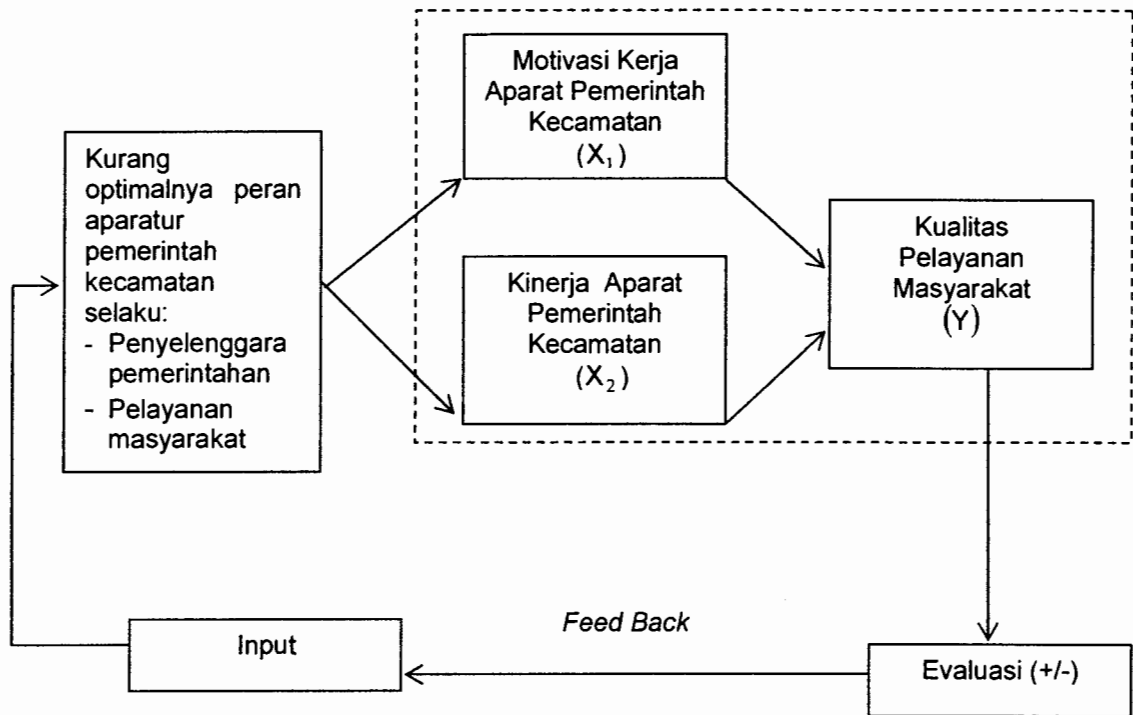 Motivasi Kerja
Aparat Pemerintah
Kecamatan
(X₁)
Kurang
optimalnya peran
aparatur
pemerintah
kecamatan
selaku:
- Penyelenggara
pemerintahan
- Pelayanan
masyarakat
Kinerja Aparat
Pemerintah
Kecamatan
(X₂)
Kualitas
Pelayanan
Masyarakat
(Y)
Feed Back
Input
Evaluasi (+/-)